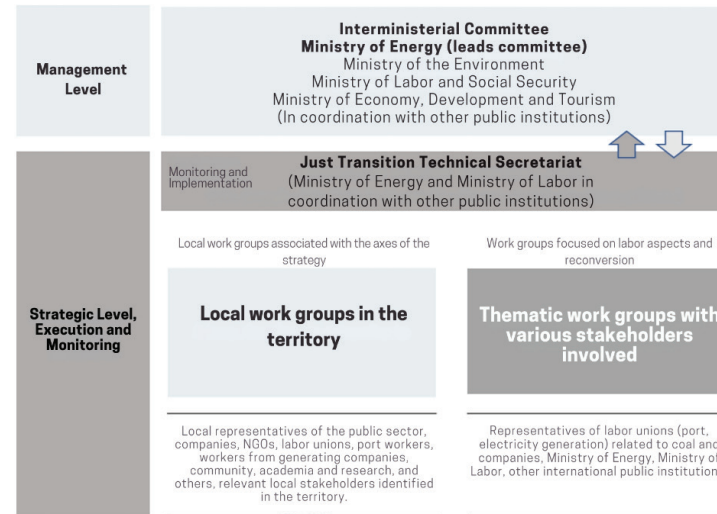 Management
Level
Interministerial Committee
Ministry of Energy (leads committee)
Ministry of the Environment
Ministry of Labor and Social Security
Ministry of Economy, Development and Tourism
(In coordination with other public institutions)
Strategic Level,
Execution and
Monitoring
Monitoring and
Implementation
Just Transition Technical Secretariat
(Ministry of Energy and Ministry of Labor in
coordination with other public institutions)
Local work groups associated with the axes of the
strategy
Local work groups in the
territory
Local representatives of the public sector,
companies, NGOs, labor unions, port workers,
workers from generating companies,
community, academia and research, and
others, relevant local stakeholders identified
in the territory.
Work groups focused on labor aspects and
reconversion
Thematic work groups with
various stakeholders
involved
Representatives of labor unions (port,
electricity generation) related to coal and
companies, Ministry of Energy, Ministry of
Labor, other international public institution